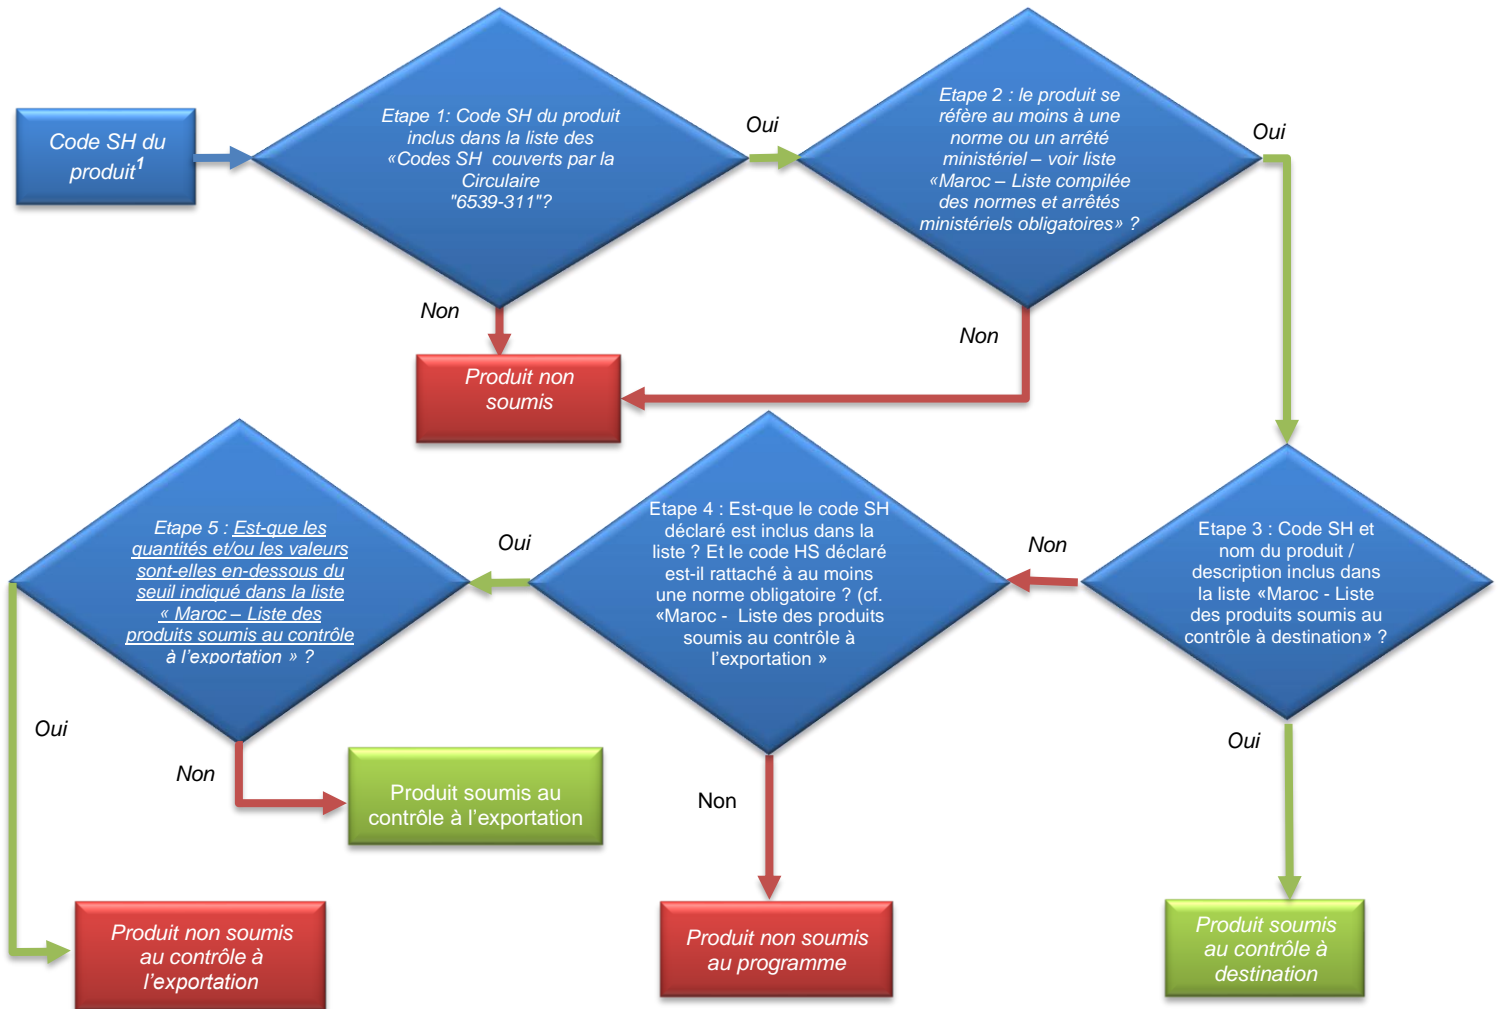 Code SH du
produit1
Etape 1: Code SH du produit
inclus dans la liste des
«Codes SH couverts par la
Circulaire
"6539-311"?
Oui
Etape 2 : le produit se
réfère au moins à une
norme ou un arrêté
ministériel – voir liste
«Maroc – Liste compilée
des normes et arrêtés
ministériels obligatoires» ?
Oui
Non
Non
Produit non
soumis
Etape 3 : Code SH et
nom du produit /
description inclus dans
la liste «Maroc - Liste
des produits soumis au
contrôle à destination» ?
Non
Oui
Etape 4 : Est-que le code SH
déclaré est inclus dans la
liste ? Et le code HS déclaré
est-il rattaché à au moins
une norme obligatoire ? (cf.
«Maroc - Liste des produits
soumis au contrôle à
l'exportation »
Oui
Non
Etape 5 : Est-que les
quantités et/ou les valeurs
sont-elles en-dessous du
seuil indiqué dans la liste
« Maroc – Liste des
produits soumis au contrôle
à l'exportation » ?
Oui
Non
Produit soumis au
contrôle à l'exportation
Produit non soumis
au contrôle à
l'exportation
Produit non soumis
au programme
Produit soumis
au contrôle à
destination